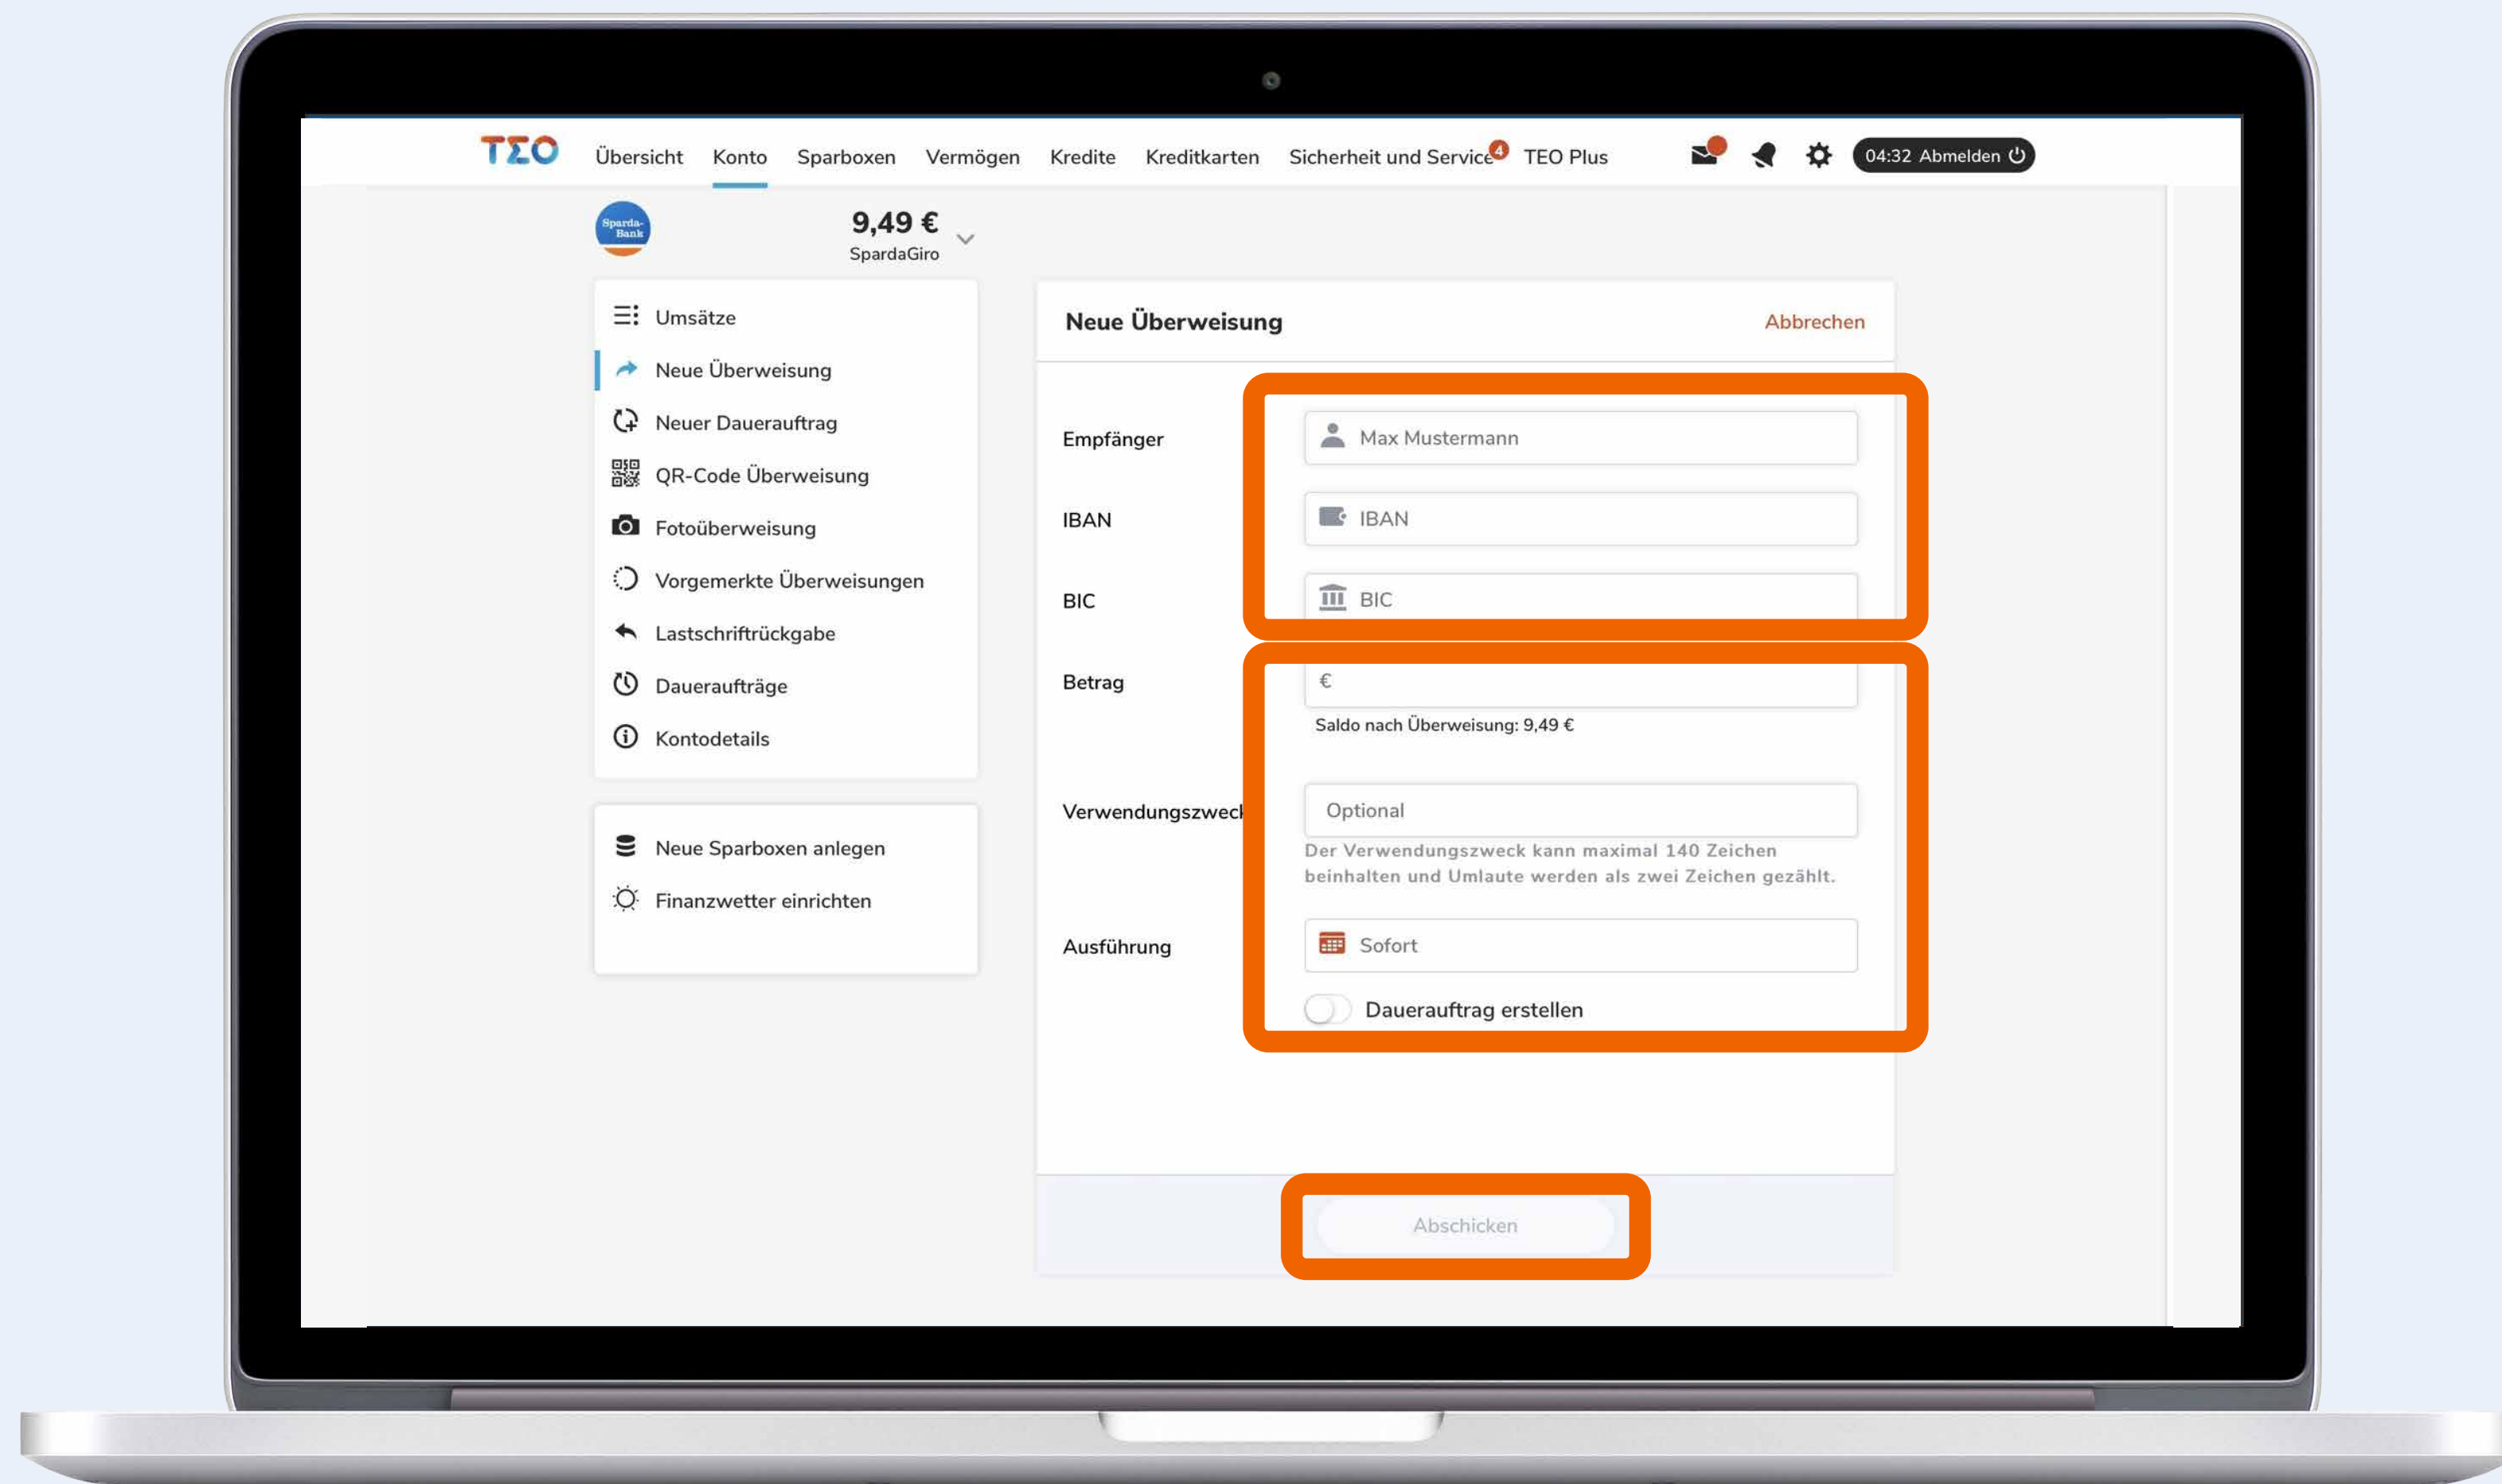 TEO Übersicht Konto Sparboxen Vermögen Kredite Kreditkarten Sicherheit und Service 4 TEO Plus 04:32 Abmelden
Sparda-
Bank
9,49 €
SpardaGiro
Umsätze
Neue Überweisung
Neuer Dauerauftrag
QR-Code Überweisung
Fotoüberweisung
Vorgemerkte Überweisungen
Lastschriftrückgabe
Daueraufträge
Kontodetails
Neue Sparboxen anlegen
Finanzwetter einrichten
Neue Überweisung Abbrechen
Empfänger Max Mustermann
IBAN IBAN
BIC BIC
Betrag €
Saldo nach Überweisung: 9,49 €
Verwendungszweck Optional
Der Verwendungszweck kann maximal 140 Zeichen
beinhalten und Umlaute werden als zwei Zeichen gezählt.
Ausführung Sofort
Dauerauftrag erstellen
Abschicken